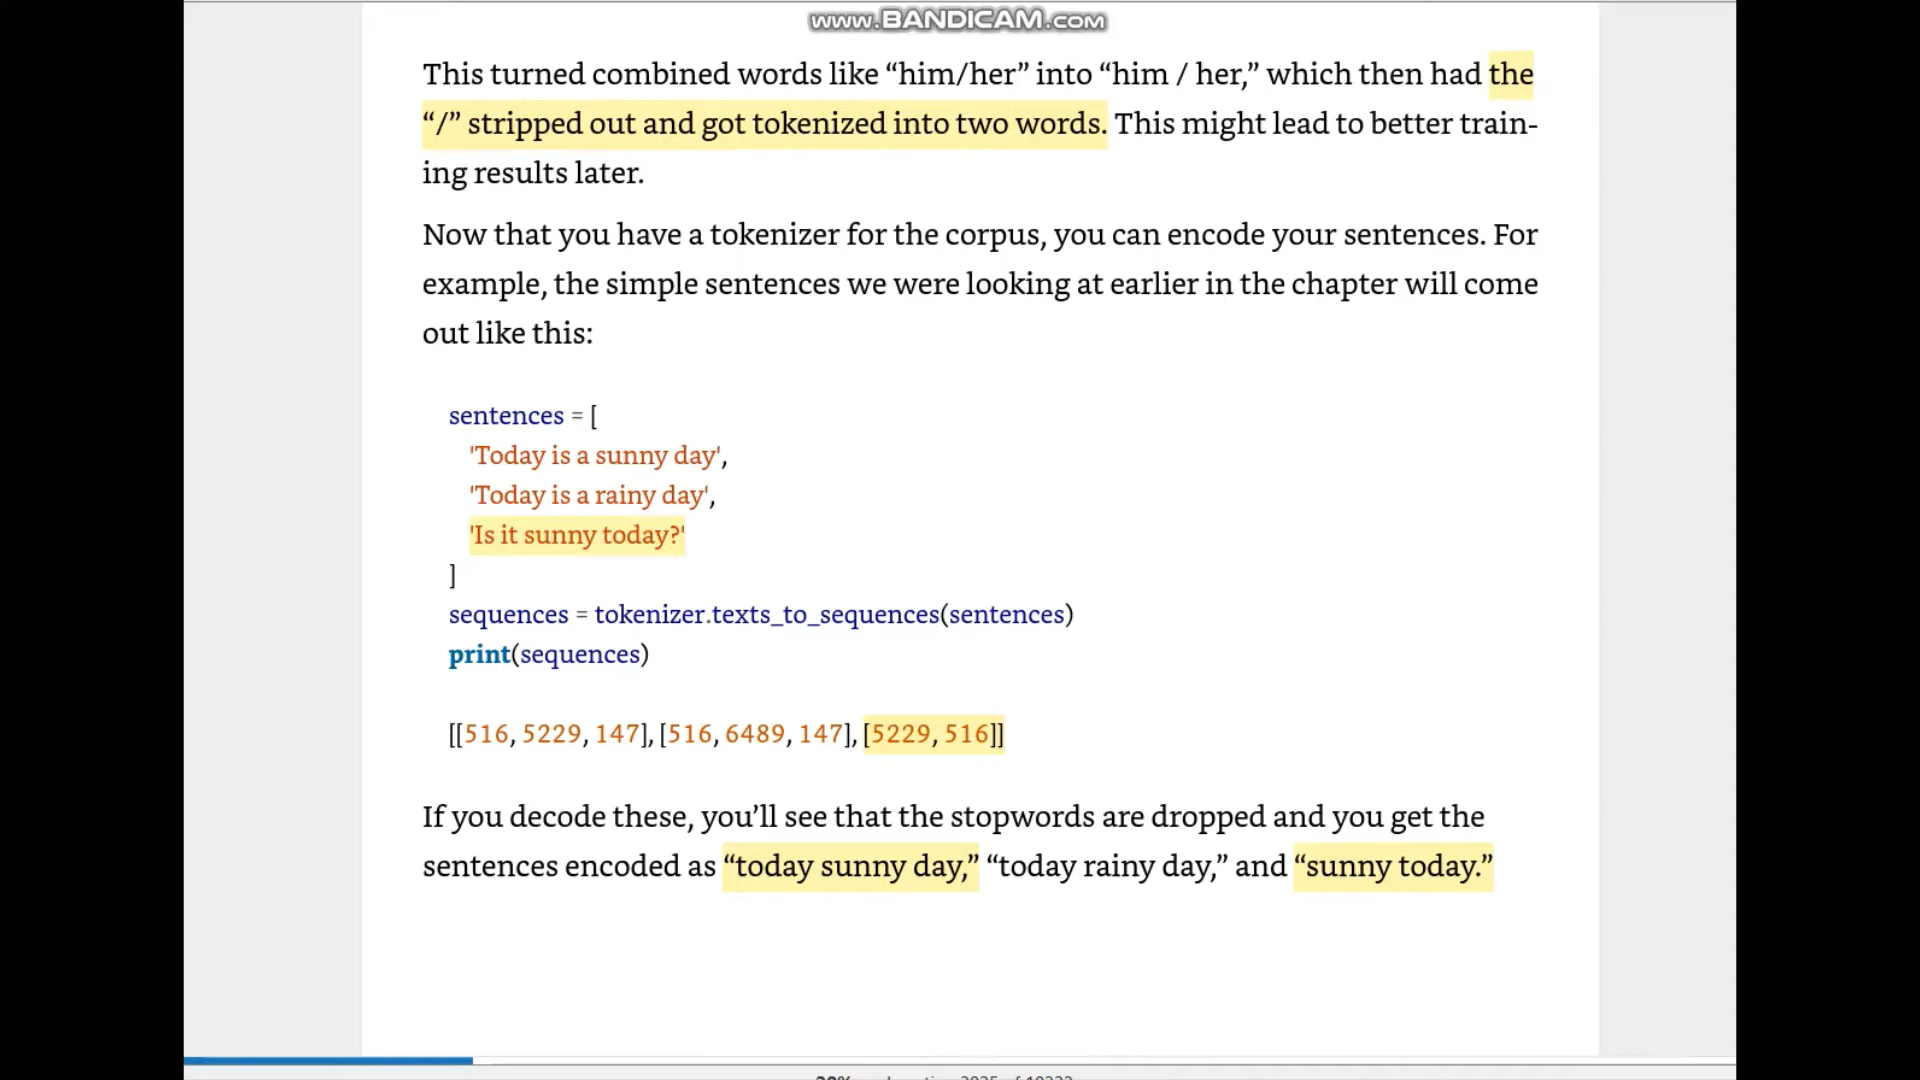 www.BANDICAM.com
This turned combined words like “him/her” into “him / her,” which then had the
“/” stripped out and got tokenized into two words. This might lead to better train-
ing results later.
Now that you have a tokenizer for the corpus, you can encode your sentences. For
example, the simple sentences we were looking at earlier in the chapter will come
out like this:
sentences = [
'Today is a sunny day',
'Today is a rainy day',
'Is it sunny today?'
]
sequences = tokenizer.texts_to_sequences(sentences)
print(sequences)
[[516, 5229, 147], [516, 6489, 147], [5229, 516]]
If you decode these, you’ll see that the stopwords are dropped and you get the
sentences encoded as “today sunny day,” “today rainy day,” and “sunny today.”